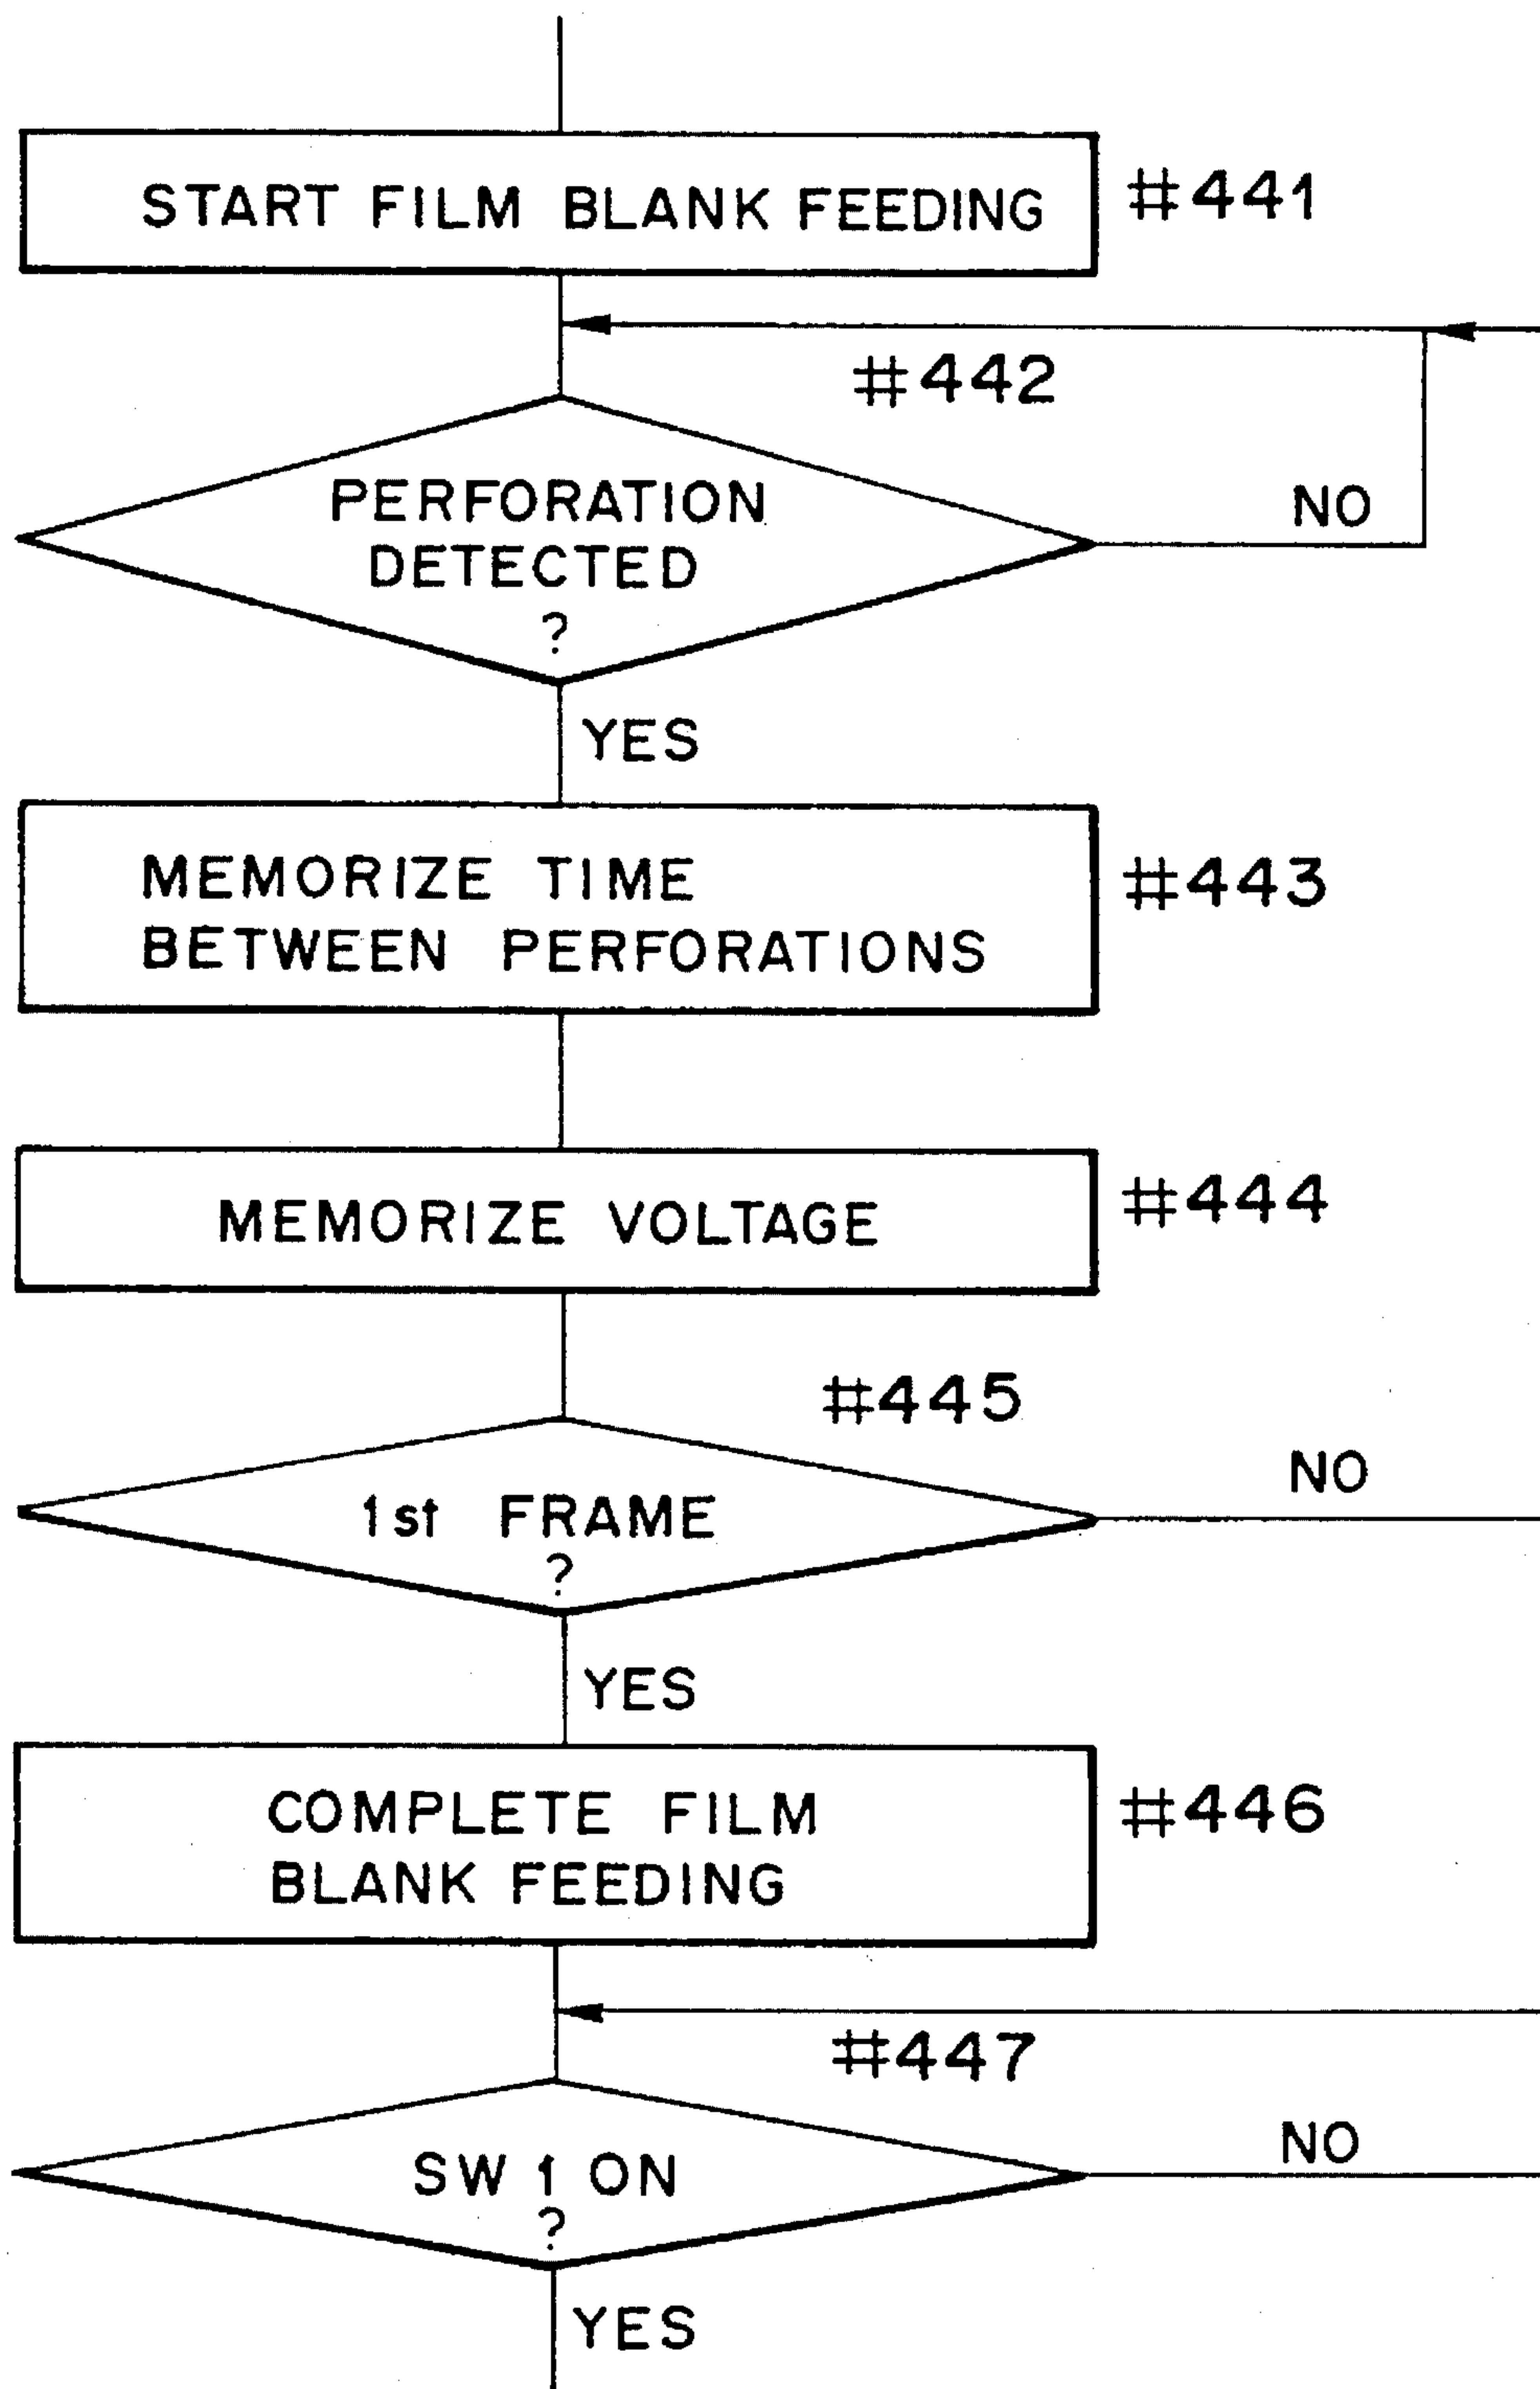 START FILM BLANK FEEDING
#441
#442
PERFORATION
DETECTED
?
NO
YES
MEMORIZE TIME
BETWEEN PERFORATIONS
#443
MEMORIZE VOLTAGE
#444
#445
1st FRAME
?
NO
YES
COMPLETE FILM
BLANK FEEDING
#446
#447
SW 1 ON
?
NO
YES